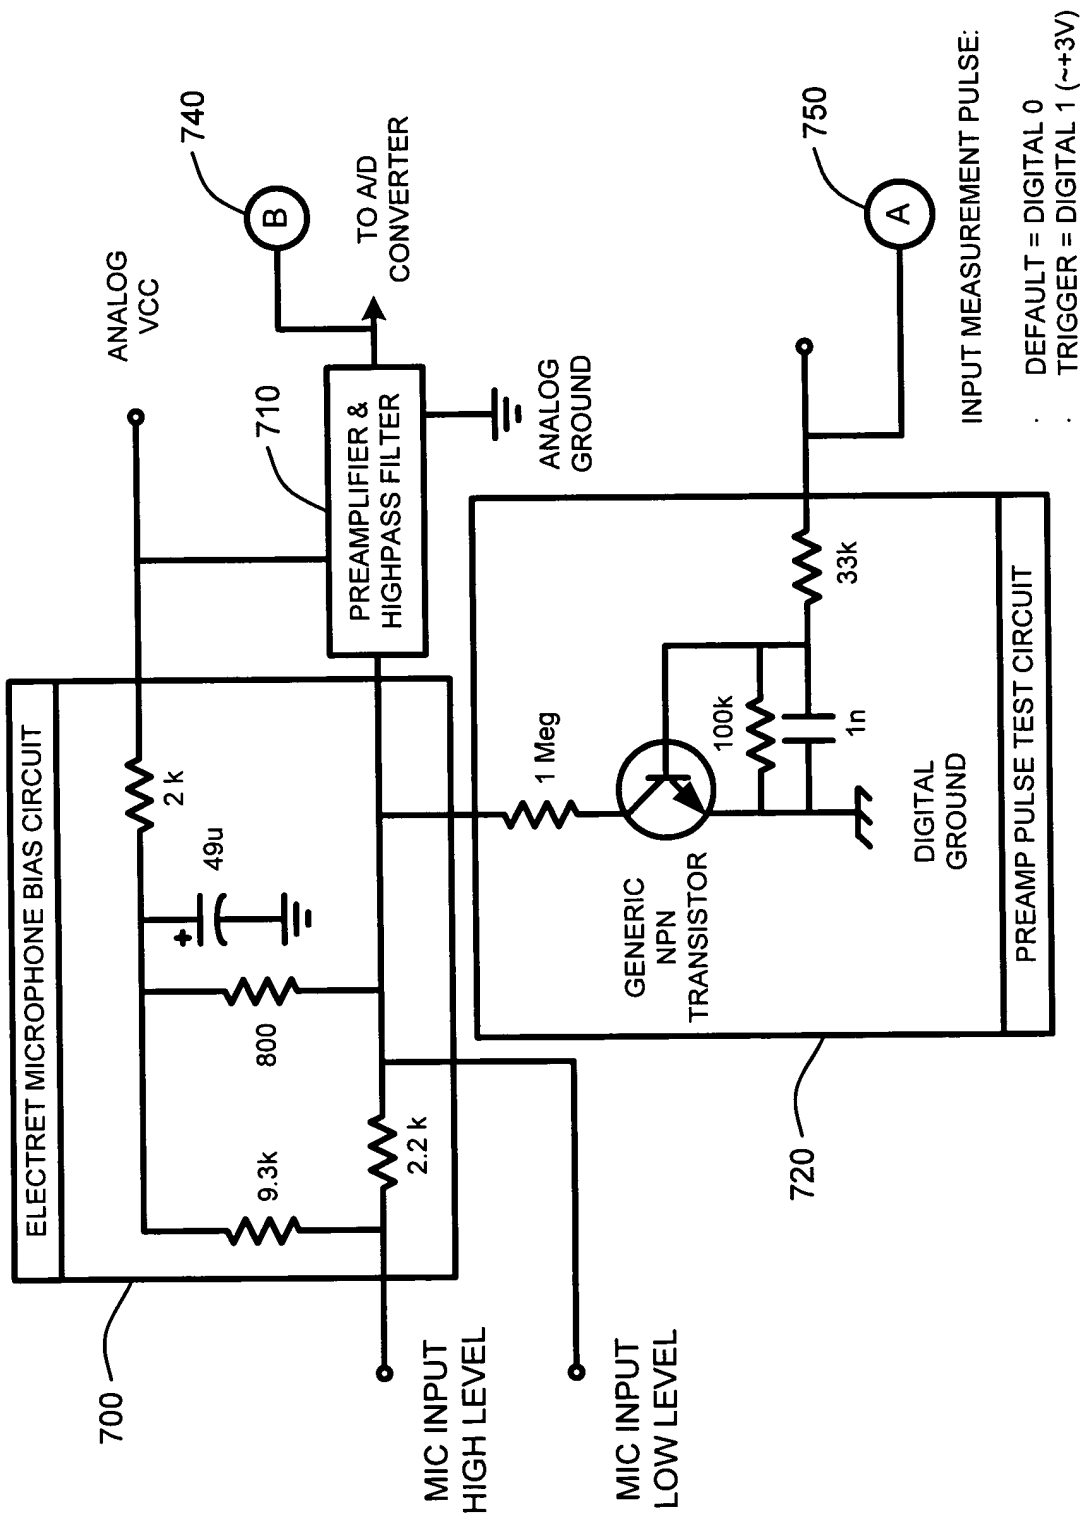 ELECTRET MICROPHONE BIAS CIRCUIT
700
9.3k
800
+
49u
2 k
2.2 k
ANALOG
VCC
740
B
TO A/D
CONVERTER
710
PREAMPLIFIER &
HIGHPASS FILTER
ANALOG
GROUND
MIC INPUT
HIGH LEVEL
MIC INPUT
LOW LEVEL
720
1 Meg
GENERIC
NPN
TRANSISTOR
100k
1n
33k
DIGITAL
GROUND
PREAMP PULSE TEST CIRCUIT
750
A
INPUT MEASUREMENT PULSE:
. DEFAULT = DIGITAL 0
. TRIGGER = DIGITAL 1 (~+3V)